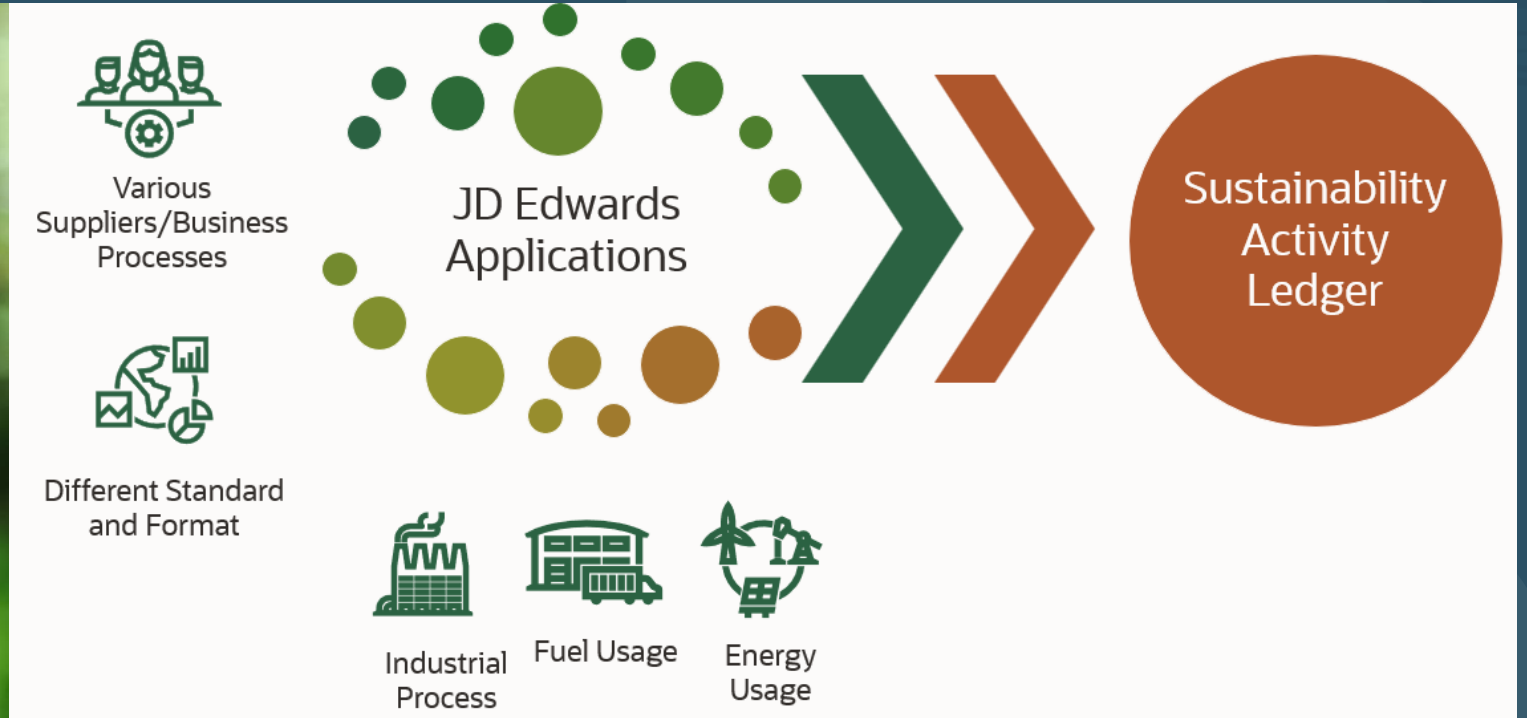 Various
Suppliers/Business
Processes
Different Standard
and Format
JD Edwards
Applications
Industrial
Process
Fuel Usage
Energy
Usage
Sustainability
Activity
Ledger